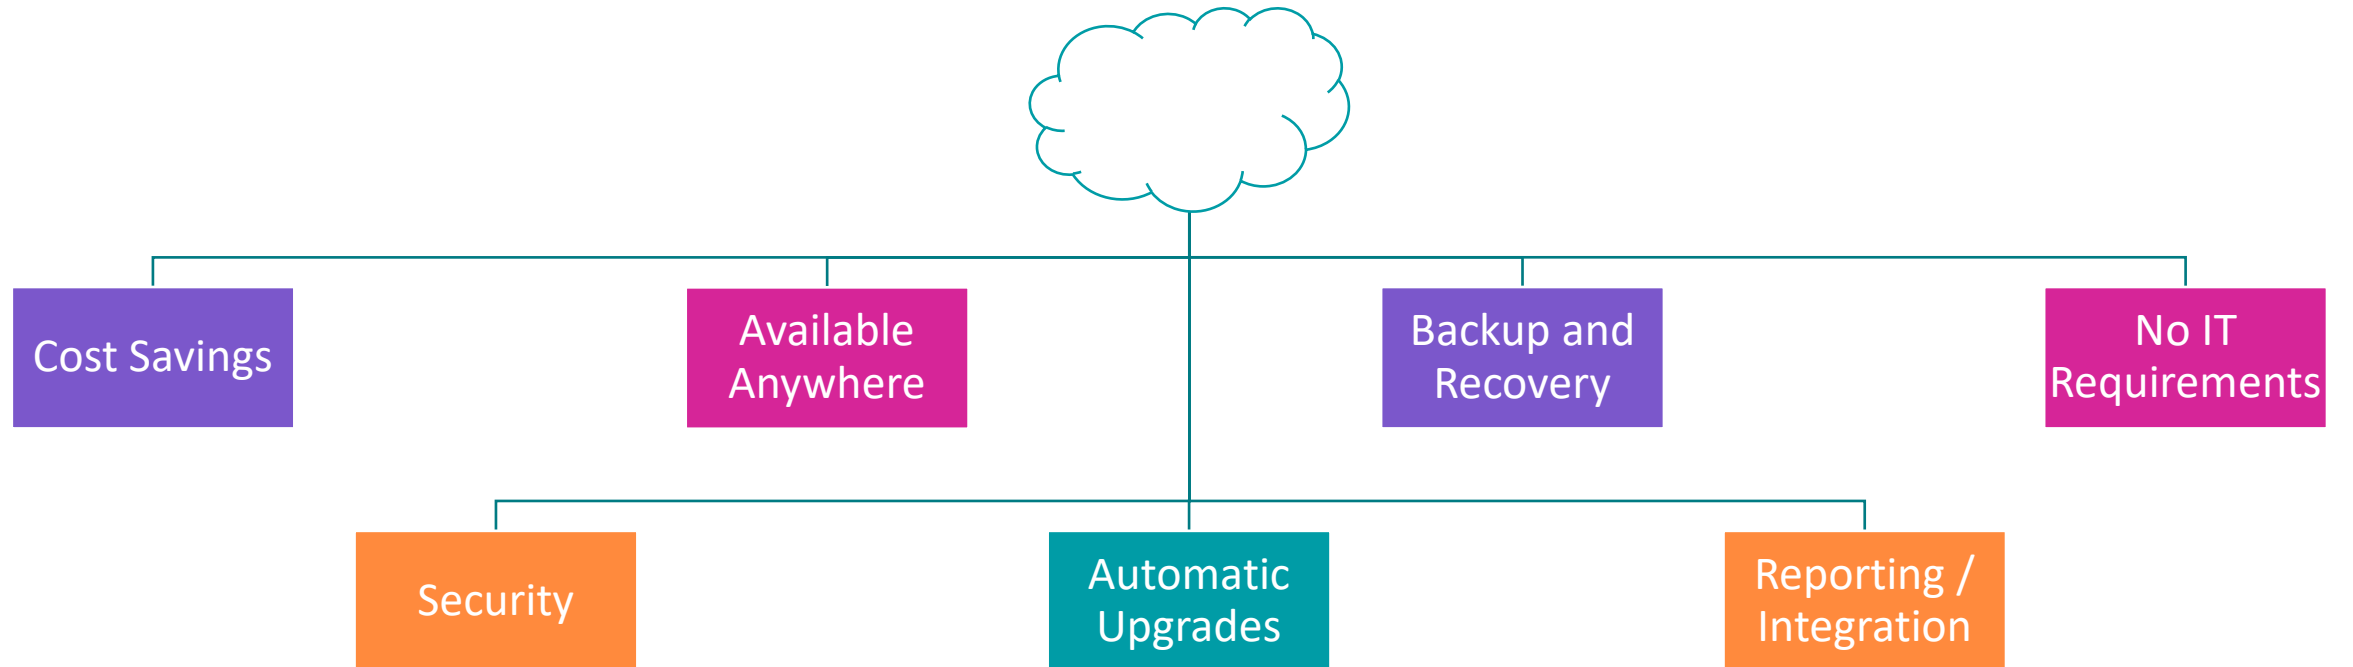 Cost Savings
Available
Anywhere
Backup and
Recovery
No IT
Requirements
Security
Automatic
Upgrades
Reporting /
Integration